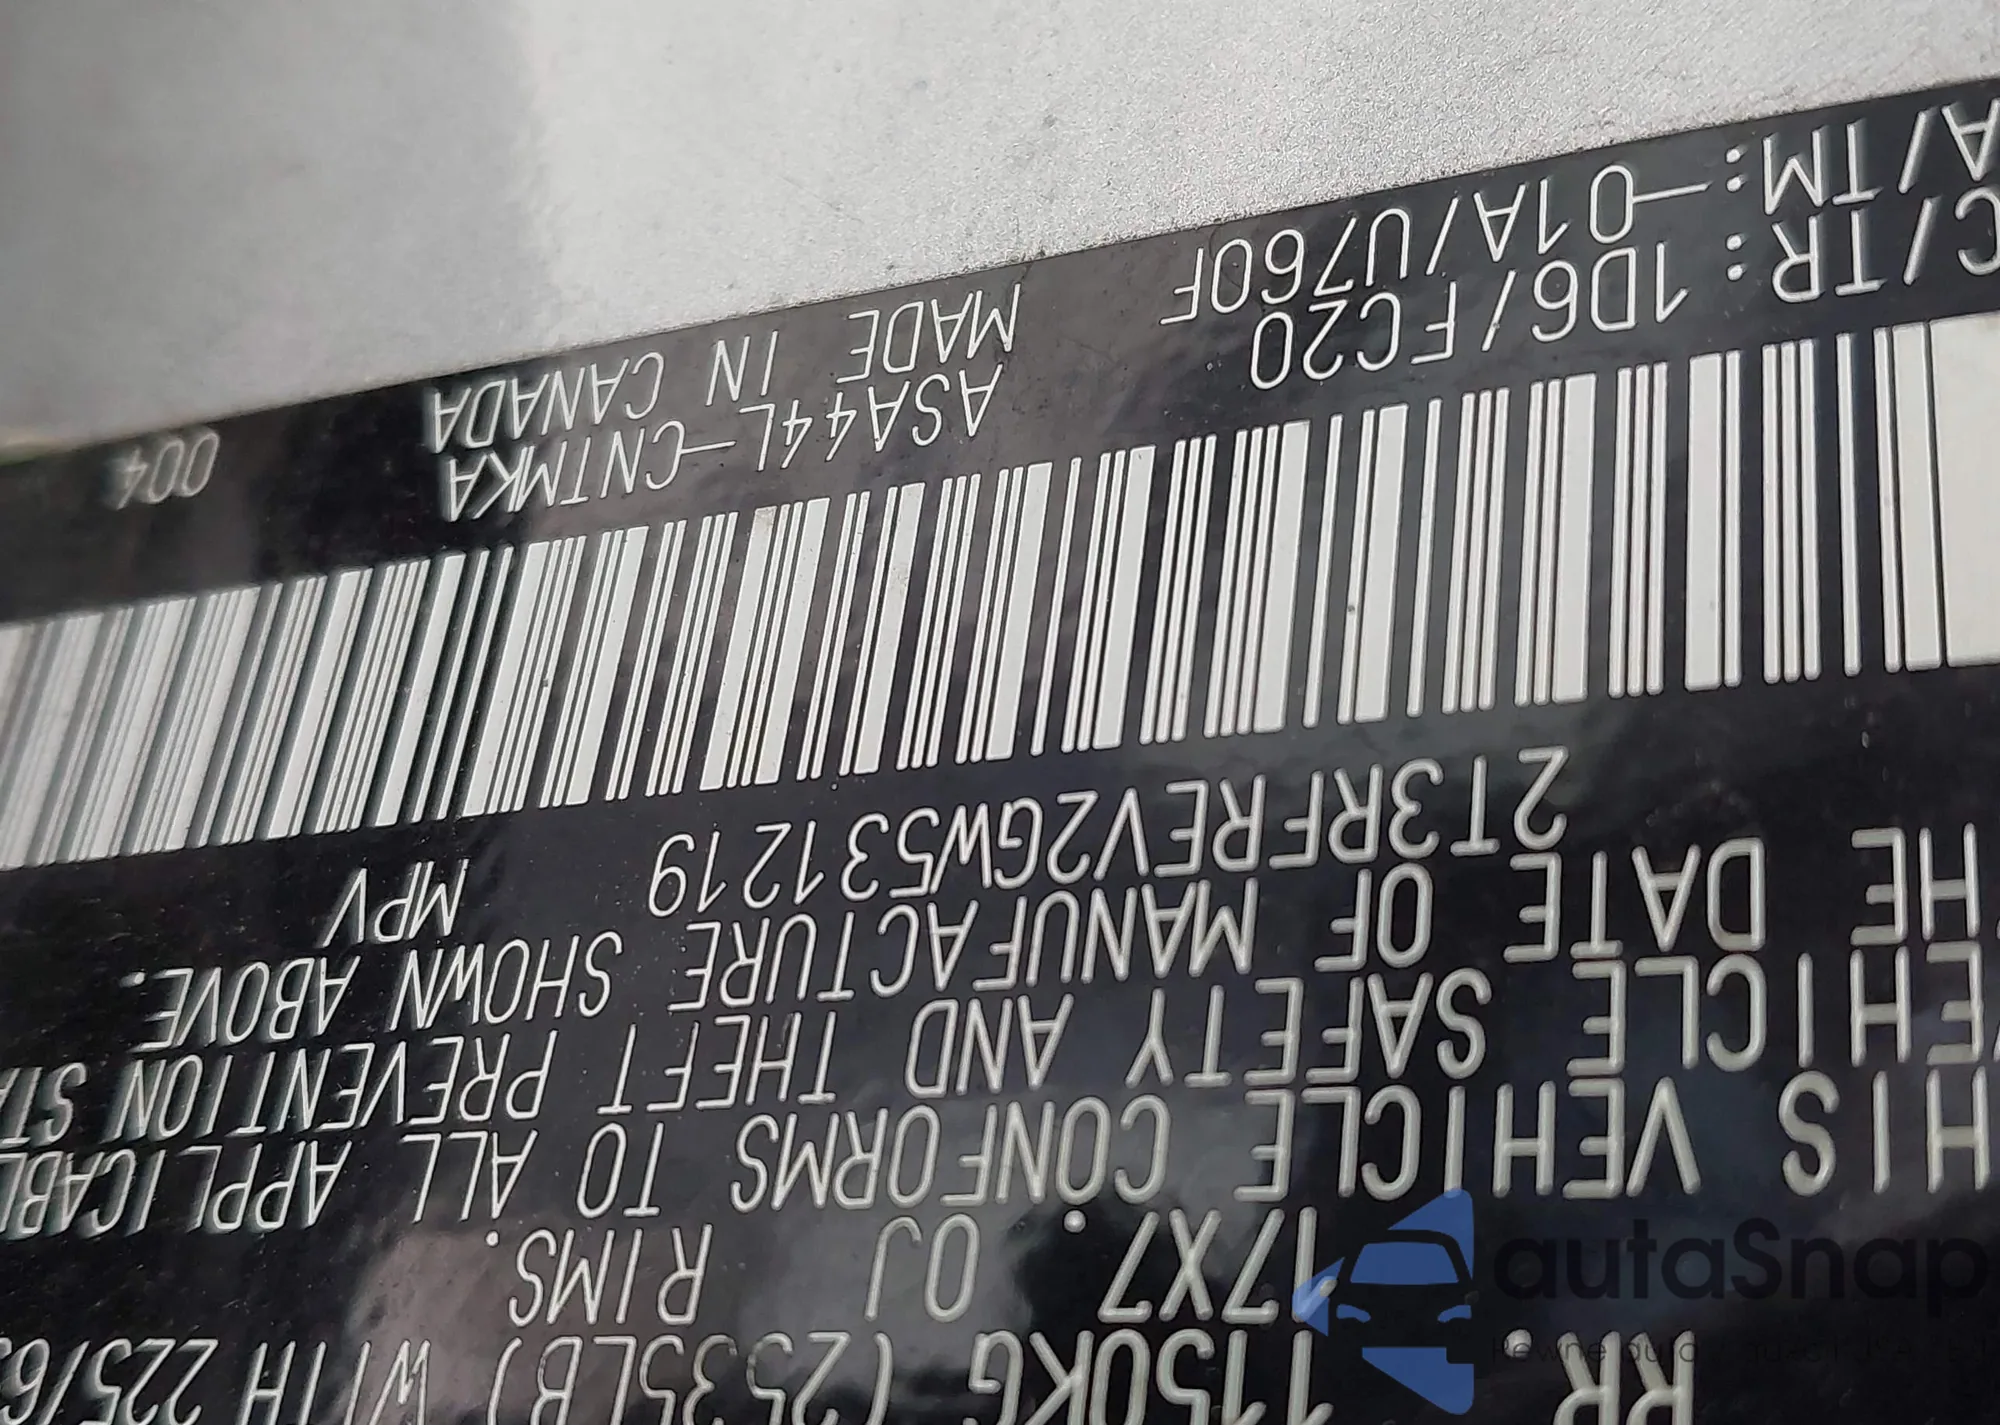 RR. 1150KG (2535LB) WITH 225/6
17X7.0J RIMS.
HIS VEHICLE CONFORMS TO ALL APPLICABL
VEHICLE SAFETY AND THEFT PREVENTION STA
HE DATE OF MANUFACTURE SHOWN ABOVE.
2T3RFREV2GW531219 MPV
C/TR: 1D6/FC20 ASA44L-CNTMKA
A/TM: -01A/U760F MADE IN CANADA 004
autaSnap